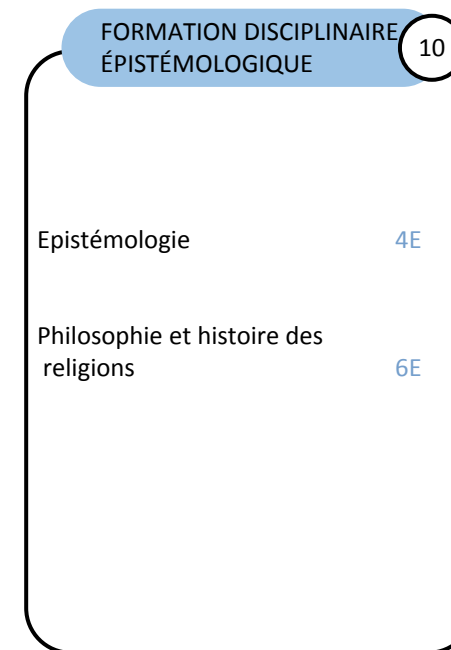 FORMATION DISCIPLINAIRE
ÉPISTÉMOLOGIQUE
10
Epistémologie 4E
Philosophie et histoire des
religions 6E